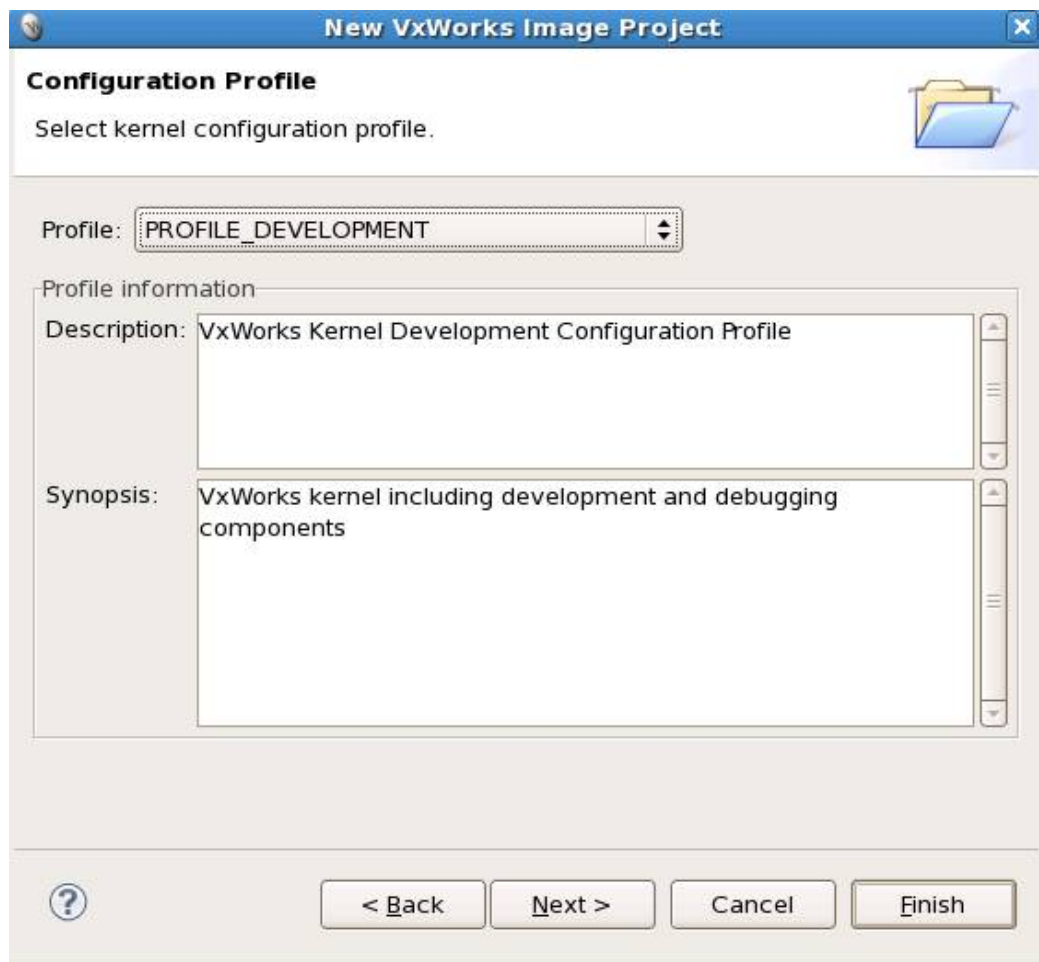 New VxWorks Image Project
Configuration Profile
Select kernel configuration profile.
Profile: PROFILE_DEVELOPMENT
Profile information
Description: VxWorks Kernel Development Configuration Profile
Synopsis: VxWorks kernel including development and debugging
components
? < Back Next > Cancel Finish